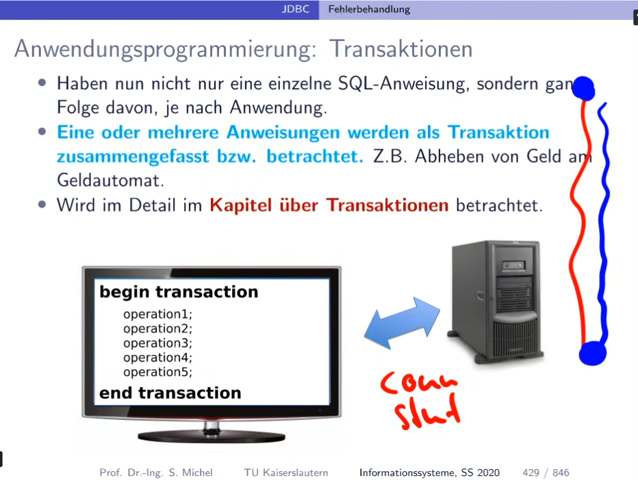 JDBC Fehlerbehandlung
Anwendungsprogrammierung: Transaktionen
• Haben nun nicht nur eine einzelne SQL-Anweisung, sondern
Folge davon, je nach Anwendung.
• Eine oder mehrere Anweisungen werden als Transaktion
zusammengefasst bzw. betrachtet. Z.B. Abheben von Geld am
Geldautomat.
• Wird im Detail im Kapitel über Transaktionen betrachtet.
begin transaction
operation1;
operation2;
operation3;
operation4;
operation5;
end transaction
conn
stmt
Prof. Dr.-Ing. S. Michel TU Kaiserslautern Informationssysteme, SS 2020 429 / 846